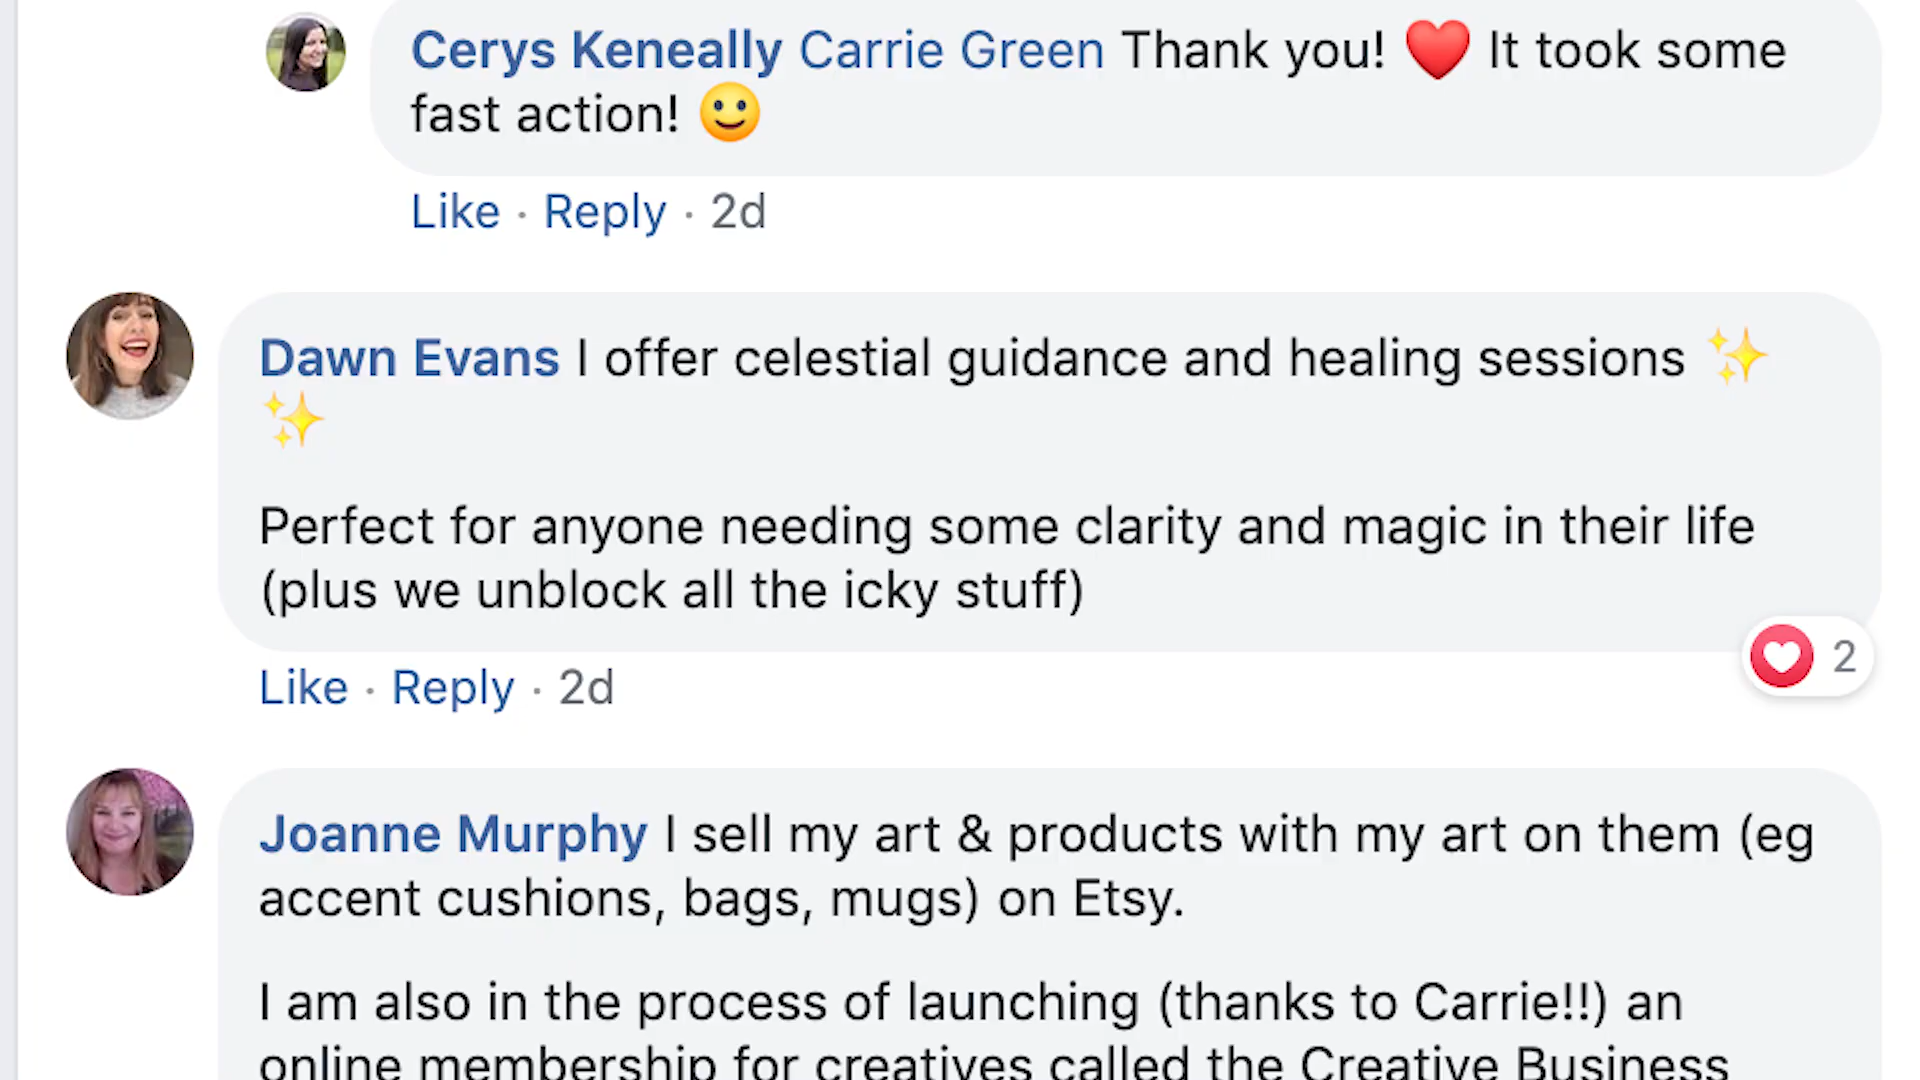 Cerys Keneally Carrie Green Thank you! ❤️ It took some
fast action! 🙂
Like · Reply · 2d
Dawn Evans I offer celestial guidance and healing sessions ✨
✨
Perfect for anyone needing some clarity and magic in their life
(plus we unblock all the icky stuff)
2
Like · Reply · 2d
Joanne Murphy I sell my art & products with my art on them (eg
accent cushions, bags, mugs) on Etsy.
I am also in the process of launching (thanks to Carrie!!) an
online membership for creatives called the Creative Business